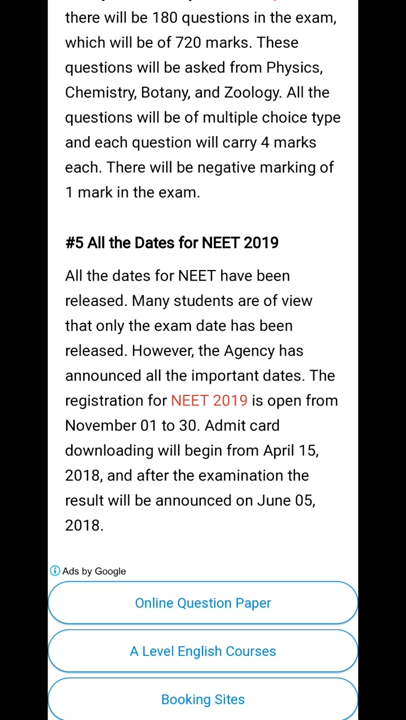 there will be 180 questions in the exam,
which will be of 720 marks. These
questions will be asked from Physics,
Chemistry, Botany, and Zoology. All the
questions will be of multiple choice type
and each question will carry 4 marks
each. There will be negative marking of
1 mark in the exam.
#5 All the Dates for NEET 2019
All the dates for NEET have been
released. Many students are of view
that only the exam date has been
released. However, the Agency has
announced all the important dates. The
registration for NEET 2019 is open from
November 01 to 30. Admit card
downloading will begin from April 15,
2018, and after the examination the
result will be announced on June 05,
2018.
Ads by Google
Online Question Paper
A Level English Courses
Booking Sites